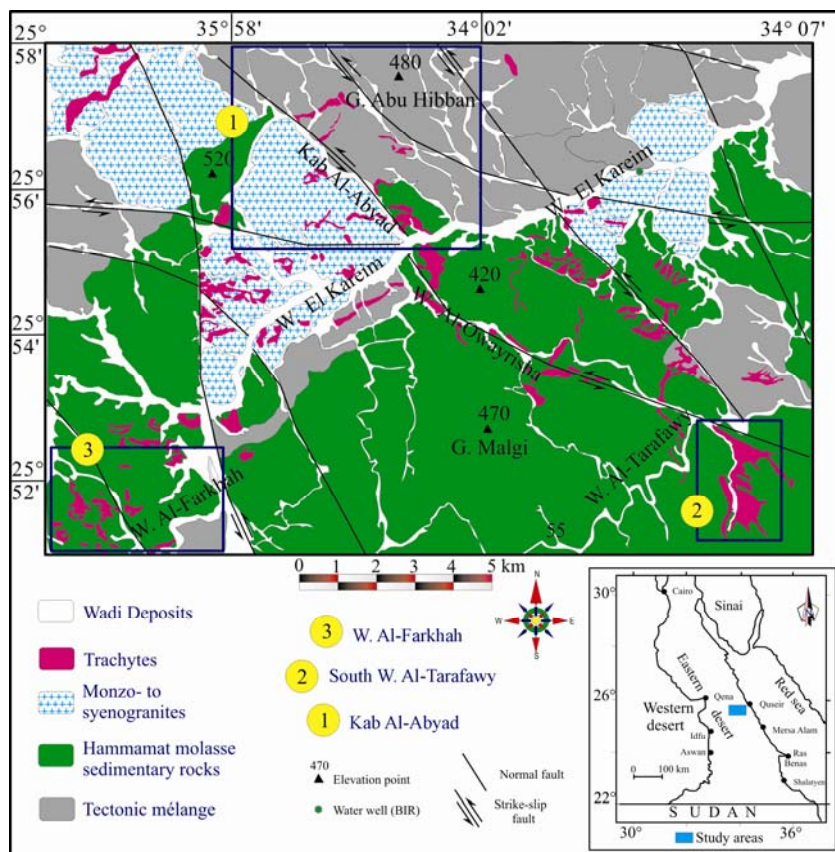 35° 58' 34° 02' 34° 07'
25°
58'
480
G. Abu Hibban
1
520
Kab Al-Abyad
W. El Kareim
25°
56'
420
W. El Kareim
25°
54'
W. Al-Owayrisha
470
G. Malgi
W. Al-Tarafawy
3
25°
52'
W. Al-Farkhah
2
55
0 1 2 3 4 5 km
Wadi Deposits
Trachytes
Monzo- to
syenogranites
Hammamat molasse
sedimentary rocks
Tectonic mélange
3 W. Al-Farkhah
2 South W. Al-Tarafawy
1 Kab Al-Abyad
N
W E
S
470
Elevation point
Water well (BIR)
Normal fault
Strike-slip
fault
30°
Cairo
Sinai
N
Eastern
desert
Red sea
26°
Qena
Quseir
Western
desert
Idfu
Mersa Alam
Aswan
Ras
Benas
0 100 km
Shalatyen
22°
SUDAN
30° 36°
Study areas